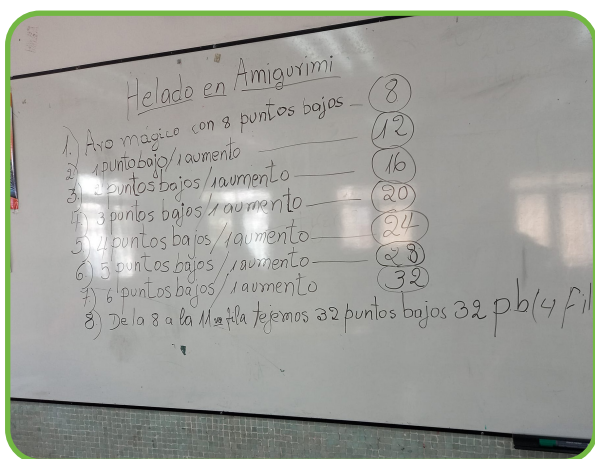 Helado en Amigurimi
1.) Aro mágico con 8 puntos bajos - 8
2) 1 punto bajo/1 aumento — 12
3.) 2 puntos bajos/1 aumento — 16
4) 3 puntos bajos/1 aumento — 20
5) 4 puntos bajos/1 aumento — 24
6) 5 puntos bajos/1 aumento — 28
7) 6 puntos bajos/1 aumento 32
8) De la 8 a la 11 fila tejemos 32 puntos bajos 32 pb (4 fil